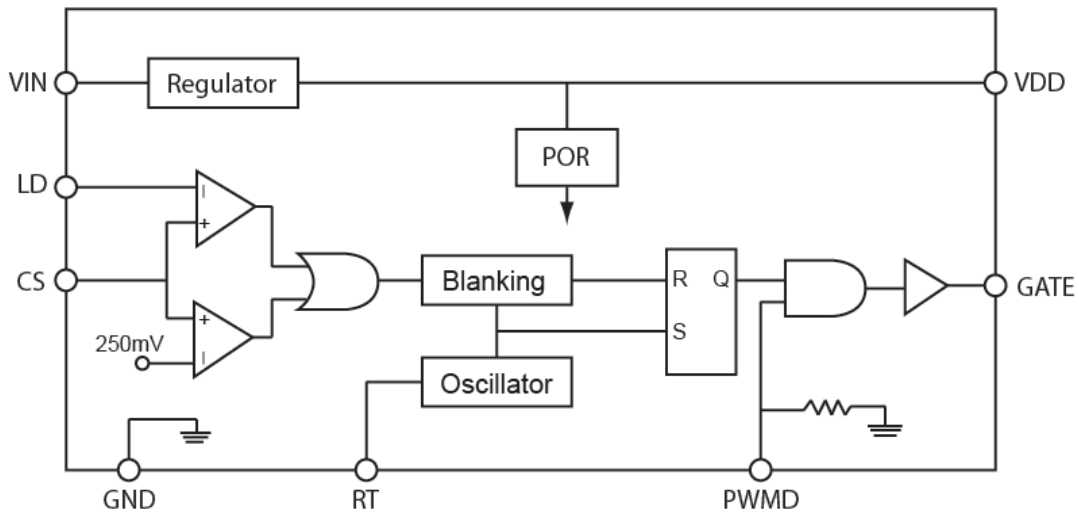 VIN
Regulator
VDD
POR
LD
CS
250mV
Blanking
Oscillator
R
Q
S
GATE
GND
RT
PWMD